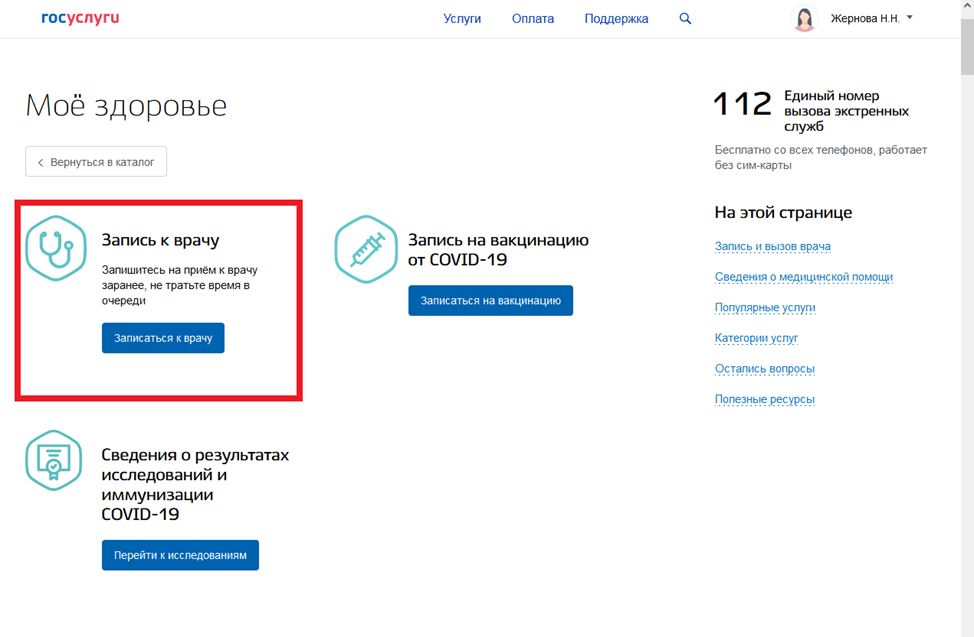 госуслуги
Услуги
Оплата
Поддержка
Жернова Н.Н.
Моё здоровье
Вернуться в каталог
Запись к врачу
Запишитесь на приём к врачу
заранее, не тратьте время в
очереди
Записаться к врачу
Запись на вакцинацию
от COVID-19
Записаться на вакцинацию
Сведения о результатах
исследований и
иммунизации
COVID-19
Перейти к исследованиям
112
Единый номер
вызова экстренных
служб
Бесплатно со всех телефонов, работает
без сим-карты
На этой странице
Запись и вызов врача
Сведения о медицинской помощи
Популярные услуги
Категории услуг
Остались вопросы
Полезные ресурсы